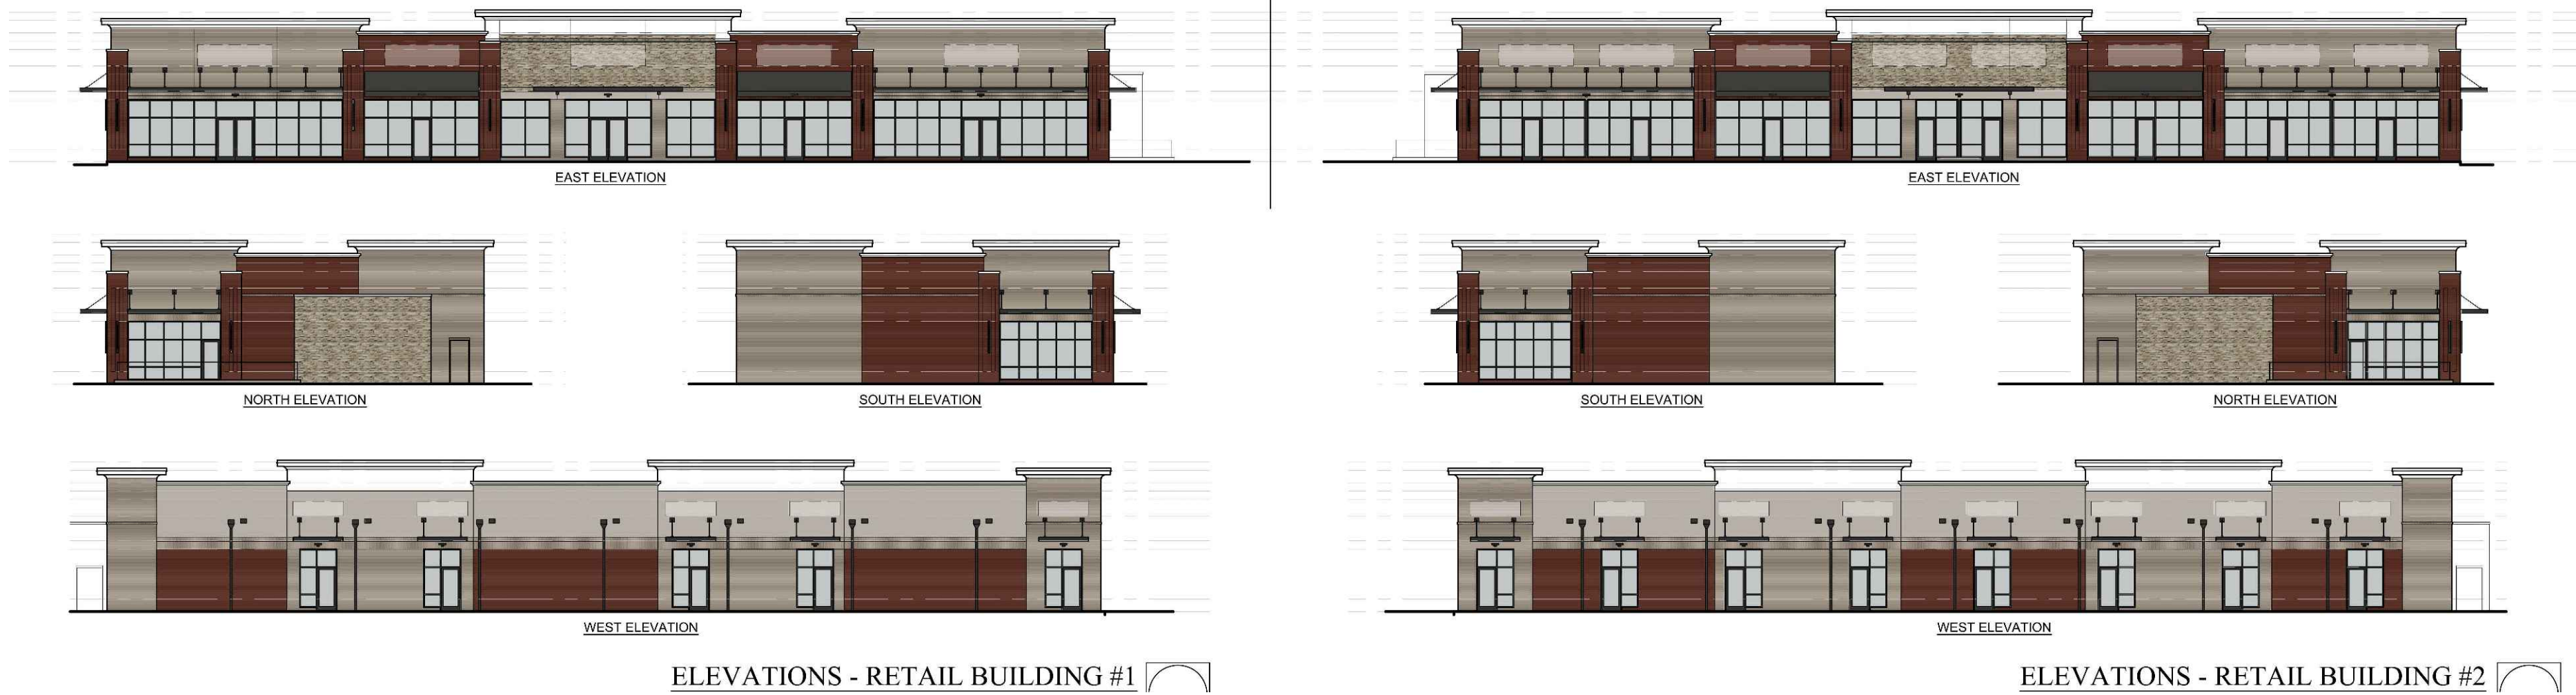 EAST ELEVATION
EAST ELEVATION
NORTH ELEVATION
SOUTH ELEVATION
SOUTH ELEVATION
NORTH ELEVATION
WEST ELEVATION
WEST ELEVATION
ELEVATIONS - RETAIL BUILDING #1
ELEVATIONS - RETAIL BUILDING #2